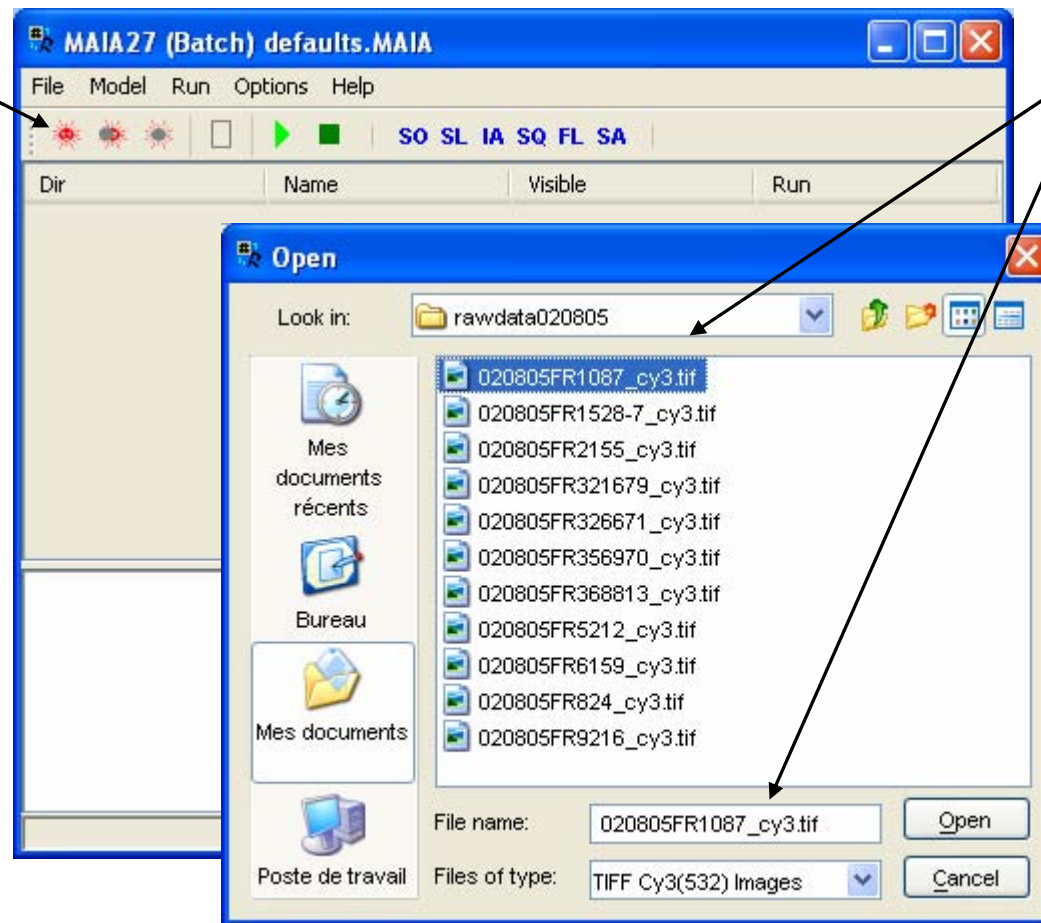 MAIA27 (Batch) defaults.MAIA
File Model Run Options Help
SO SL IA SQ FL SA
Dir Name Visible Run
Open
Look in: rawdata020805
020805FR1087_cy3.tif
020805FR1528-7_cy3.tif
020805FR2155_cy3.tif
020805FR321679_cy3.tif
020805FR326671_cy3.tif
020805FR356970_cy3.tif
020805FR368813_cy3.tif
020805FR5212_cy3.tif
020805FR6159_cy3.tif
020805FR824_cy3.tif
020805FR9216_cy3.tif
Mes
documents
récents
Bureau
Mes documents
Poste de travail
File name: 020805FR1087_cy3.tif Open
Files of type: TIFF Cy3(532) Images Cancel